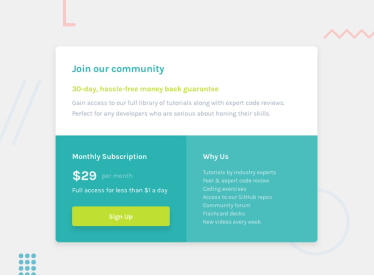 Join our community
30-day, hassle-free money back guarantee
Gain access to our full library of tutorials along with expert code reviews.
Perfect for any developers who are serious about honing their skills.
Monthly Subscription
$29 per month
Full access for less than $1 a day
Sign Up
Why Us
Tutorials by industry experts
Peer & expert code review
Coding exercises
Access to our GitHub repos
Community forum
Flashcard decks
New videos every week